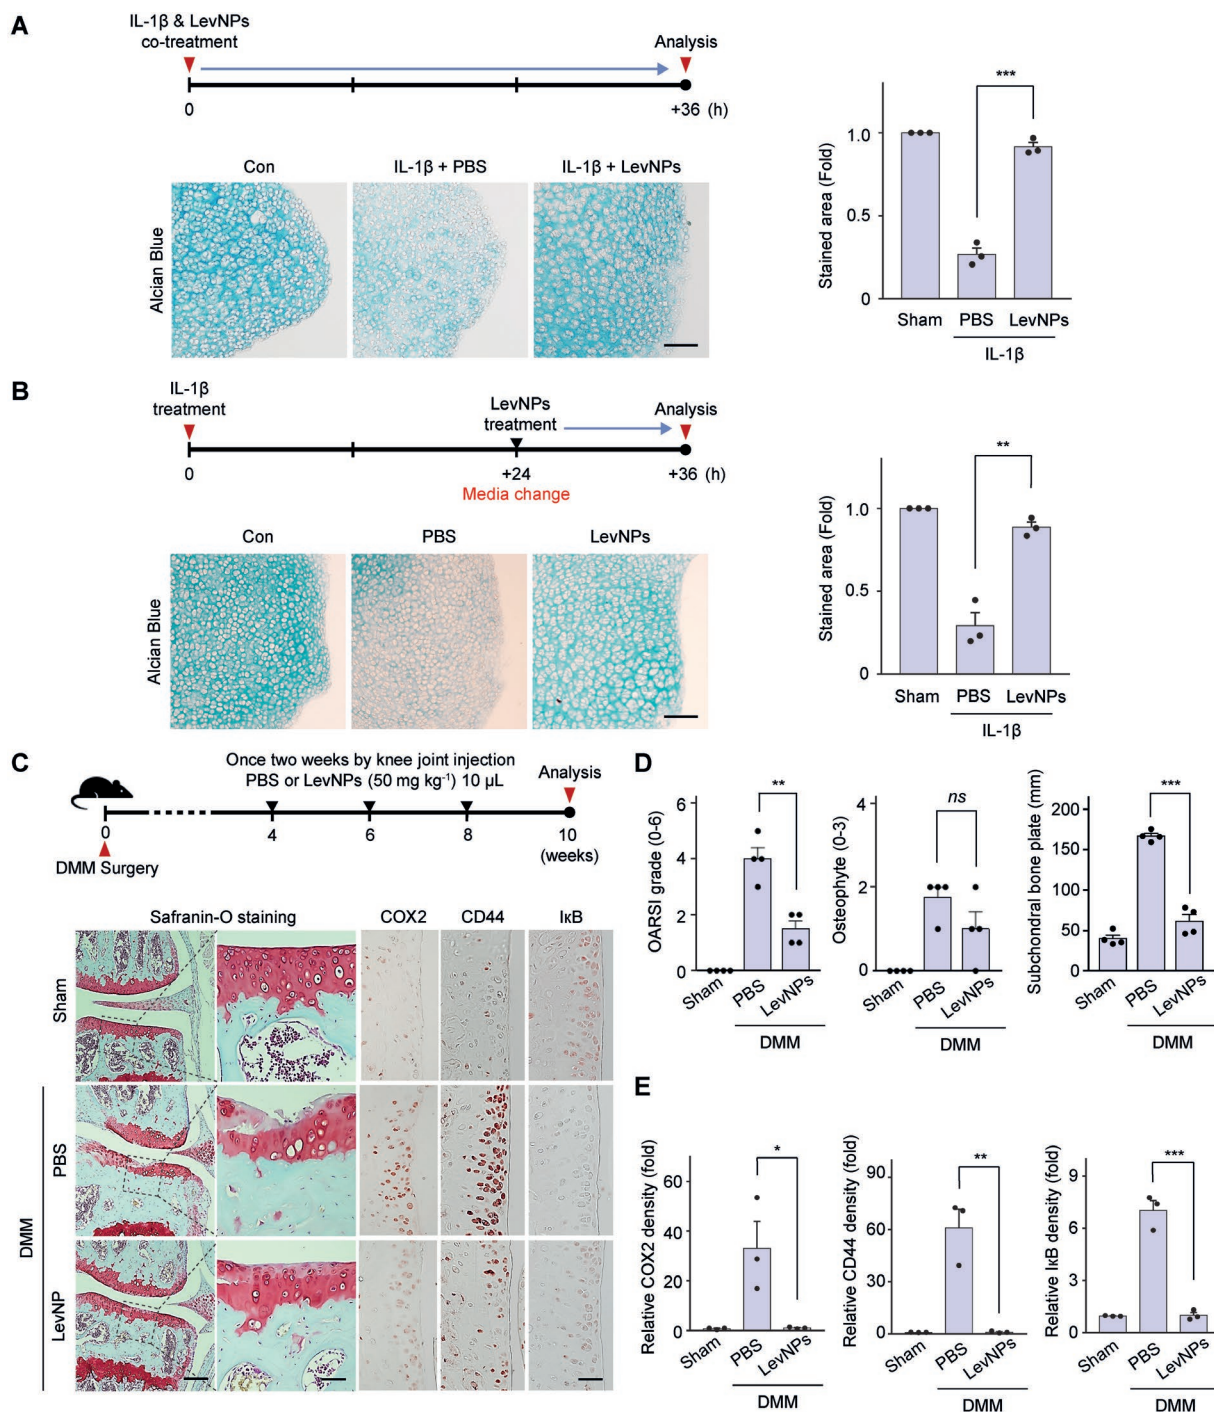 A
IL-1β & LevNPs
co-treatment
Analysis
0
+36 (h)
Con
IL-1β + PBS
IL-1β + LevNPs
Alcian Blue
Stained area (Fold)
1.0
0.5
0
***
Sham
PBS
LevNPs
IL-1β
B
IL-1β
treatment
LevNPs
treatment
Analysis
0
+24
+36 (h)
Media change
Con
PBS
LevNPs
Alcian Blue
Stained area (Fold)
1.0
0.5
0
**
Sham
PBS
LevNPs
IL-1β
C
Once two weeks by knee joint injection
PBS or LevNPs (50 mg kg⁻¹) 10 µL
Analysis
0
4
6
8
10
(weeks)
DMM Surgery
Safranin-O staining
COX2
CD44
IκB
Sham
PBS
LevNP
DMM
D
OARSI grade (0-6)
6
4
2
0
**
Sham
PBS
LevNPs
DMM
Osteophyte (0-3)
4
2
0
ns
Sham
PBS
LevNPs
DMM
Subchondral bone plate (mm)
200
150
100
50
0
***
Sham
PBS
LevNPs
DMM
E
Relative COX2 density (fold)
60
40
20
0
*
Sham
PBS
LevNPs
DMM
Relative CD44 density (fold)
90
60
30
0
**
Sham
PBS
LevNPs
DMM
Relative IκB density (fold)
9
6
3
0
***
Sham
PBS
LevNPs
DMM